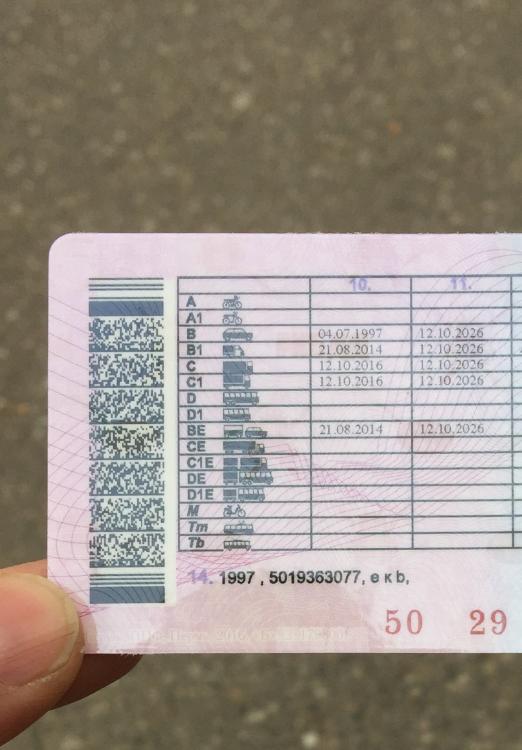 10. 11.
A
A1
B 04.07.1997 12.10.2026
B1 21.08.2014 12.10.2026
C 12.10.2016 12.10.2026
C1 12.10.2016 12.10.2026
D
D1
BE 21.08.2014 12.10.2026
CE
C1E
DE
D1E
M
Tm
Tb
14. 1997 , 5019363077, е к b,
50 29